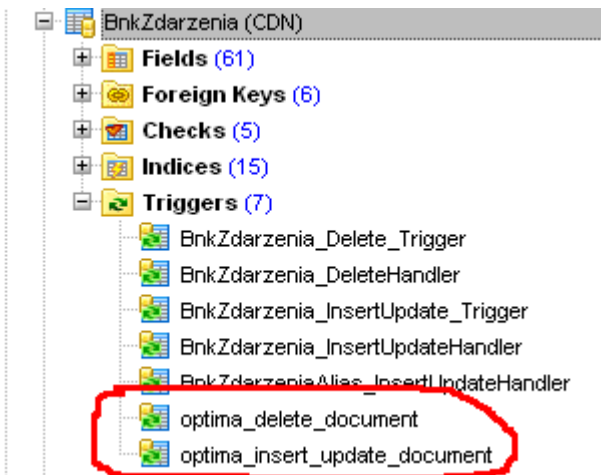 BnkZdarzenia (CDN)
Fields (61)
Foreign Keys (6)
Checks (5)
Indices (15)
Triggers (7)
BnkZdarzenia_Delete_Trigger
BnkZdarzenia_DeleteHandler
BnkZdarzenia_InsertUpdate_Trigger
BnkZdarzenia_InsertUpdateHandler
BnkZdarzeniaAlias_InsertUpdateHandler
optima_delete_document
optima_insert_update_document